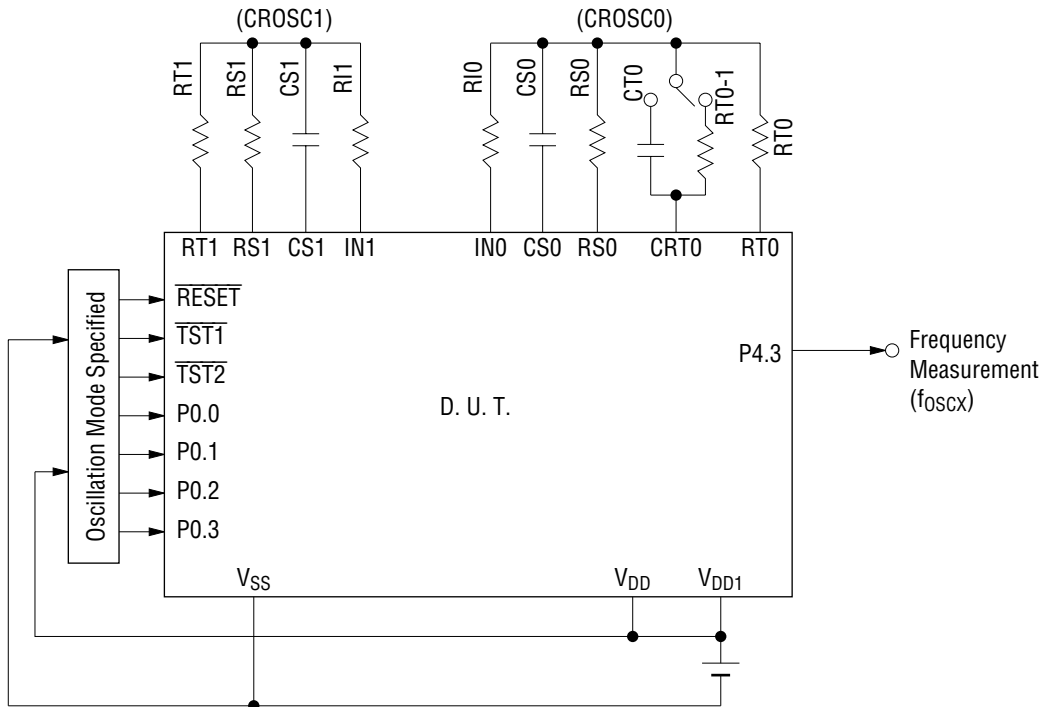 (CROSC1)
(CROSC0)
RT1
RS1
CS1
RI1
RI0
CS0
RS0
CT0
RT0-1
RT0
RT1
RS1
CS1
IN1
IN0
CS0
RS0
CRT0
RT0
Oscillation Mode Specified
RESET
TST1
TST2
P0.0
P0.1
P0.2
P0.3
D. U. T.
P4.3
Frequency
Measurement
(fOSCX)
VSS
VDD
VDD1